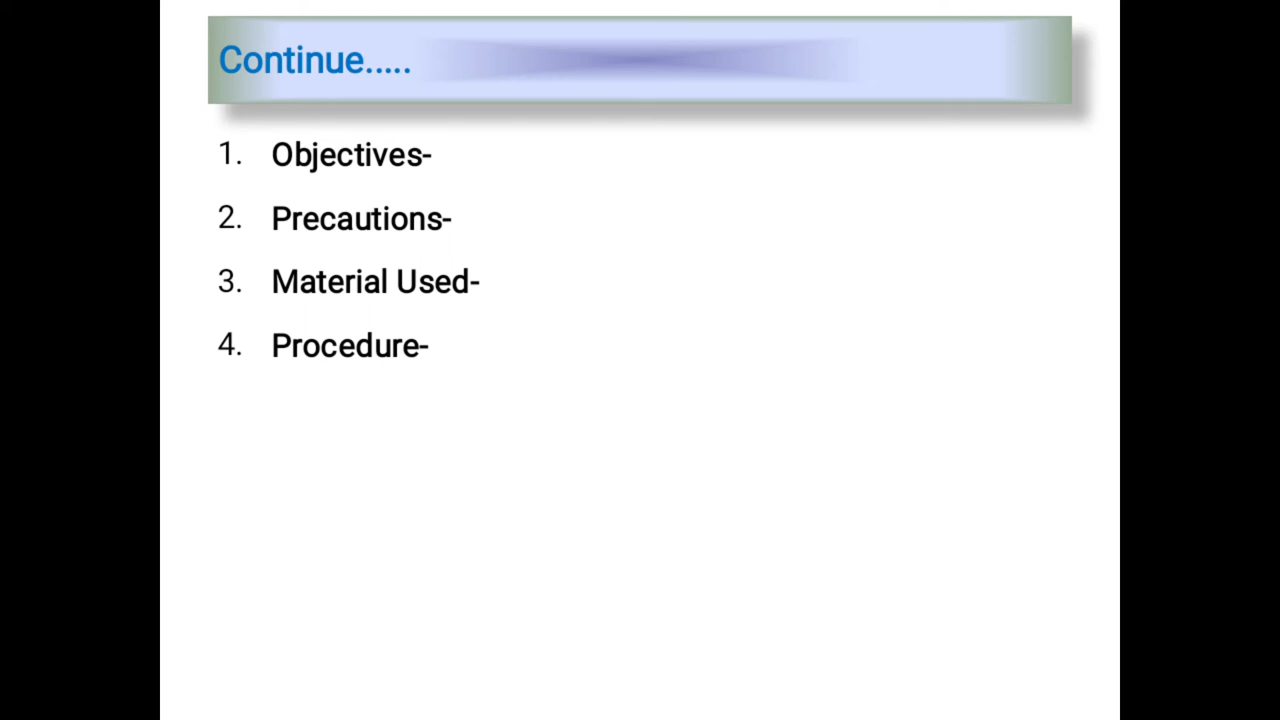 Continue.....
1. Objectives-
2. Precautions-
3. Material Used-
4. Procedure-